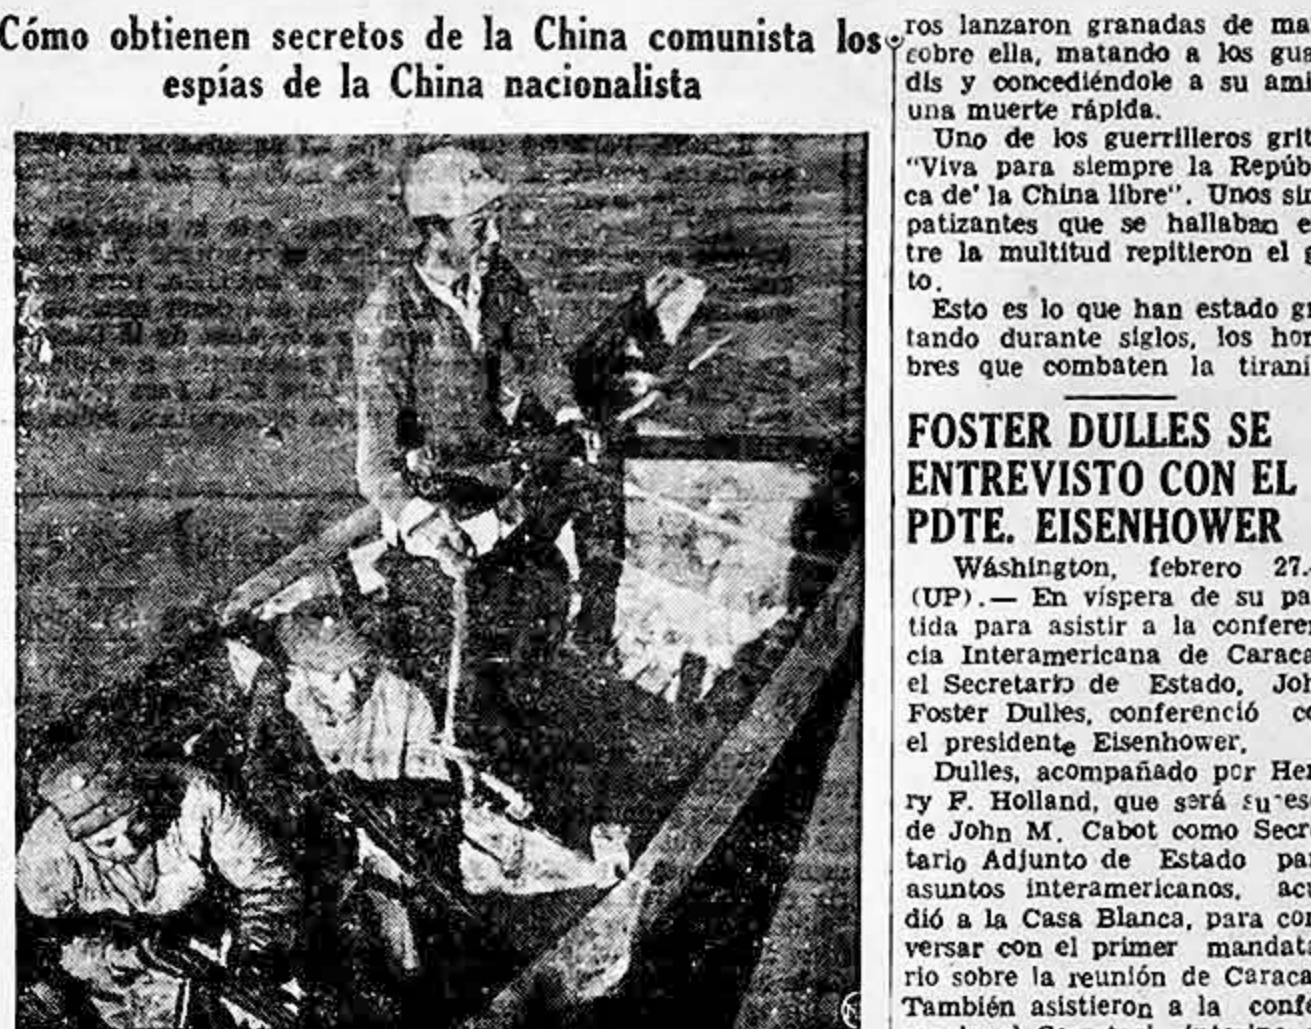 Cómo obtienen secretos de la China comunista los
espías de la China nacionalista
ros lanzaron granadas de ma
sobre ella, matando a los gua
dis y concediéndole a su ami
una muerte rápida.
Uno de los guerrilleros grit
"Viva para siempre la Repúb
ca de' la China libre". Unos si
patizantes que se hallaban e
tre la multitud repitieron el g
to.
Esto es lo que han estado gr
tando durante siglos, los hom
bres que combaten la tirani
FOSTER DULLES SE
ENTREVISTO CON EL
PDTE. EISENHOWER
Wáshington, febrero 27.
(UP).— En víspera de su pa
tida para asistir a la conferen
cia Interamericana de Caraca
el Secretario de Estado, Joh
Foster Dulles, conferenció co
el presidente Eisenhower,
Dulles, acompañado por Hen
ry F. Holland, que será su es
de John M. Cabot como Secr
tario Adjunto de Estado pa
asuntos interamericanos, acu
dió a la Casa Blanca, para con
versar con el primer mandata
rio sobre la reunión de Caraca
También asistieron a la confe